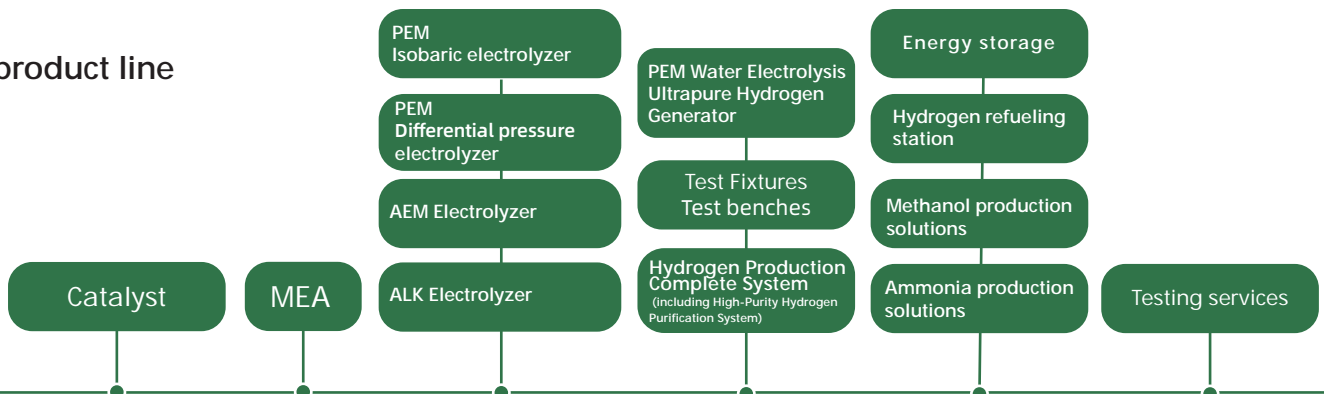 product line
PEM
Isobaric electrolyzer
PEM
Differential pressure
electrolyzer
AEM Electrolyzer
ALK Electrolyzer
PEM Water Electrolysis
Ultrapure Hydrogen
Generator
Test Fixtures
Test benches
Hydrogen Production
Complete System
(including High-Purity Hydrogen
Purification System)
Energy storage
Hydrogen refueling
station
Methanol production
solutions
Ammonia production
solutions
Catalyst
MEA
Testing services